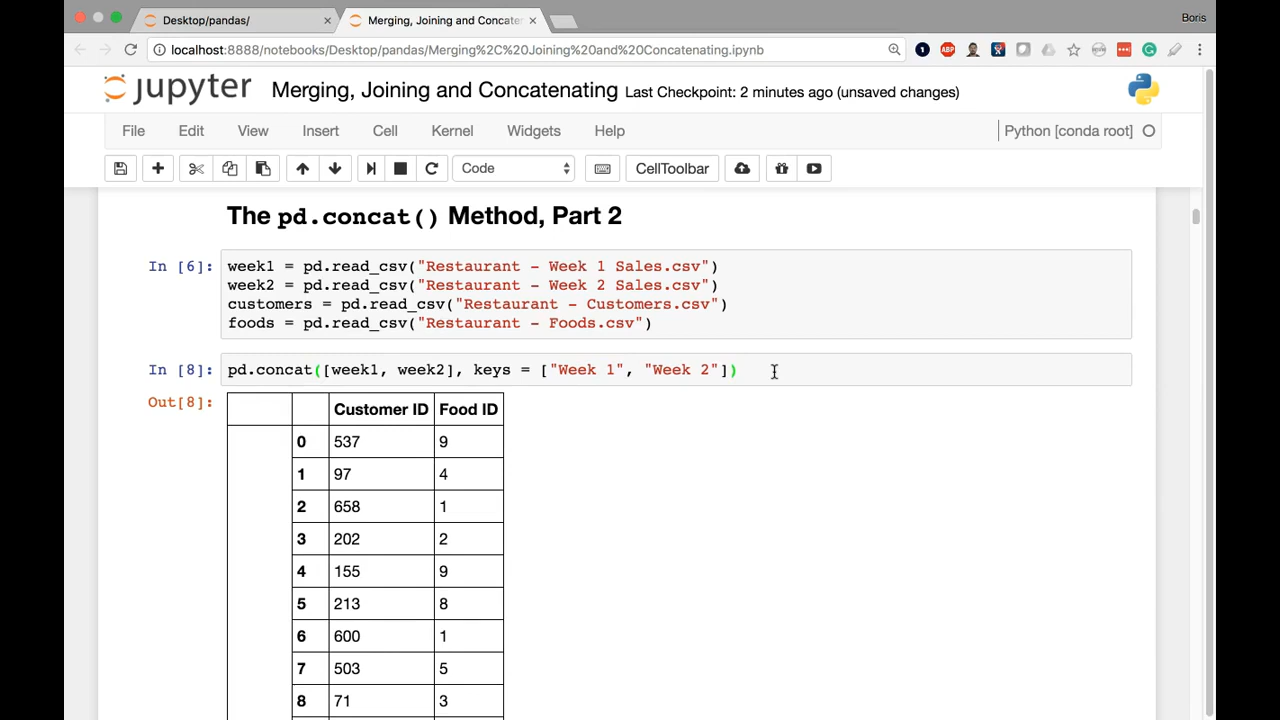 Desktop/pandas/ ×
Merging, Joining and Concaten ×
Boris
localhost:8888/notebooks/Desktop/pandas/Merging%2C%20Joining%20and%20Concatenating.ipynb
1 ABP
jupyter Merging, Joining and Concatenating Last Checkpoint: 2 minutes ago (unsaved changes)
File Edit View Insert Cell Kernel Widgets Help Python [conda root]
Code CellToolbar
The pd.concat() Method, Part 2
In [6]: week1 = pd.read_csv("Restaurant - Week 1 Sales.csv")
week2 = pd.read_csv("Restaurant - Week 2 Sales.csv")
customers = pd.read_csv("Restaurant - Customers.csv")
foods = pd.read_csv("Restaurant - Foods.csv")
In [8]: pd.concat([week1, week2], keys = ["Week 1", "Week 2"])
Out[8]:
Customer ID Food ID
0 537 9
1 97 4
2 658 1
3 202 2
4 155 9
5 213 8
6 600 1
7 503 5
8 71 3